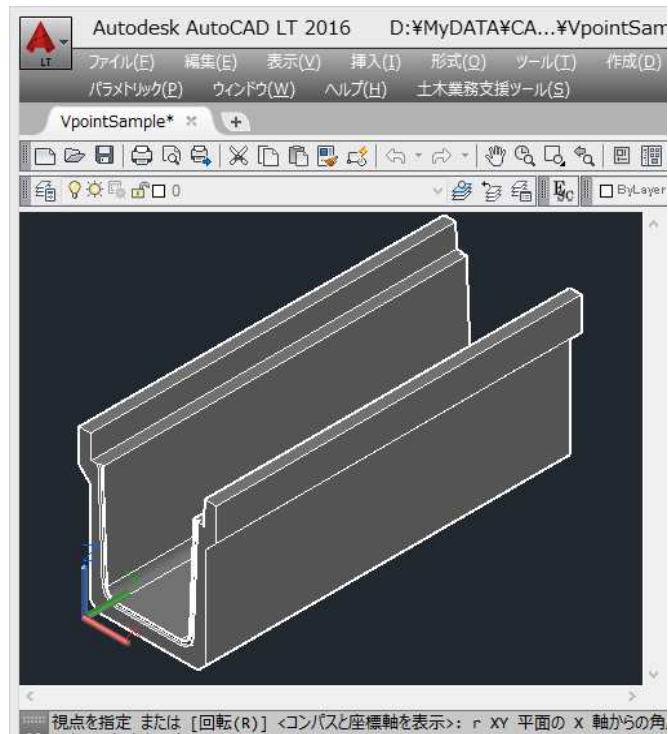 Autodesk AutoCAD LT 2016 D:¥MyDATA¥CA...¥VpointSam
LT
ファイル(F) 編集(E) 表示(V) 挿入(I) 形式(O) ツール(T) 作成(D)
パラメトリック(P) ウィンドウ(W) ヘルプ(H) 土木業務支援ツール(S)
VpointSample*
0
ByLayer
視点を指定 または [回転(R)] <コンパスと座標軸を表示>: r XY 平面の X 軸からの角